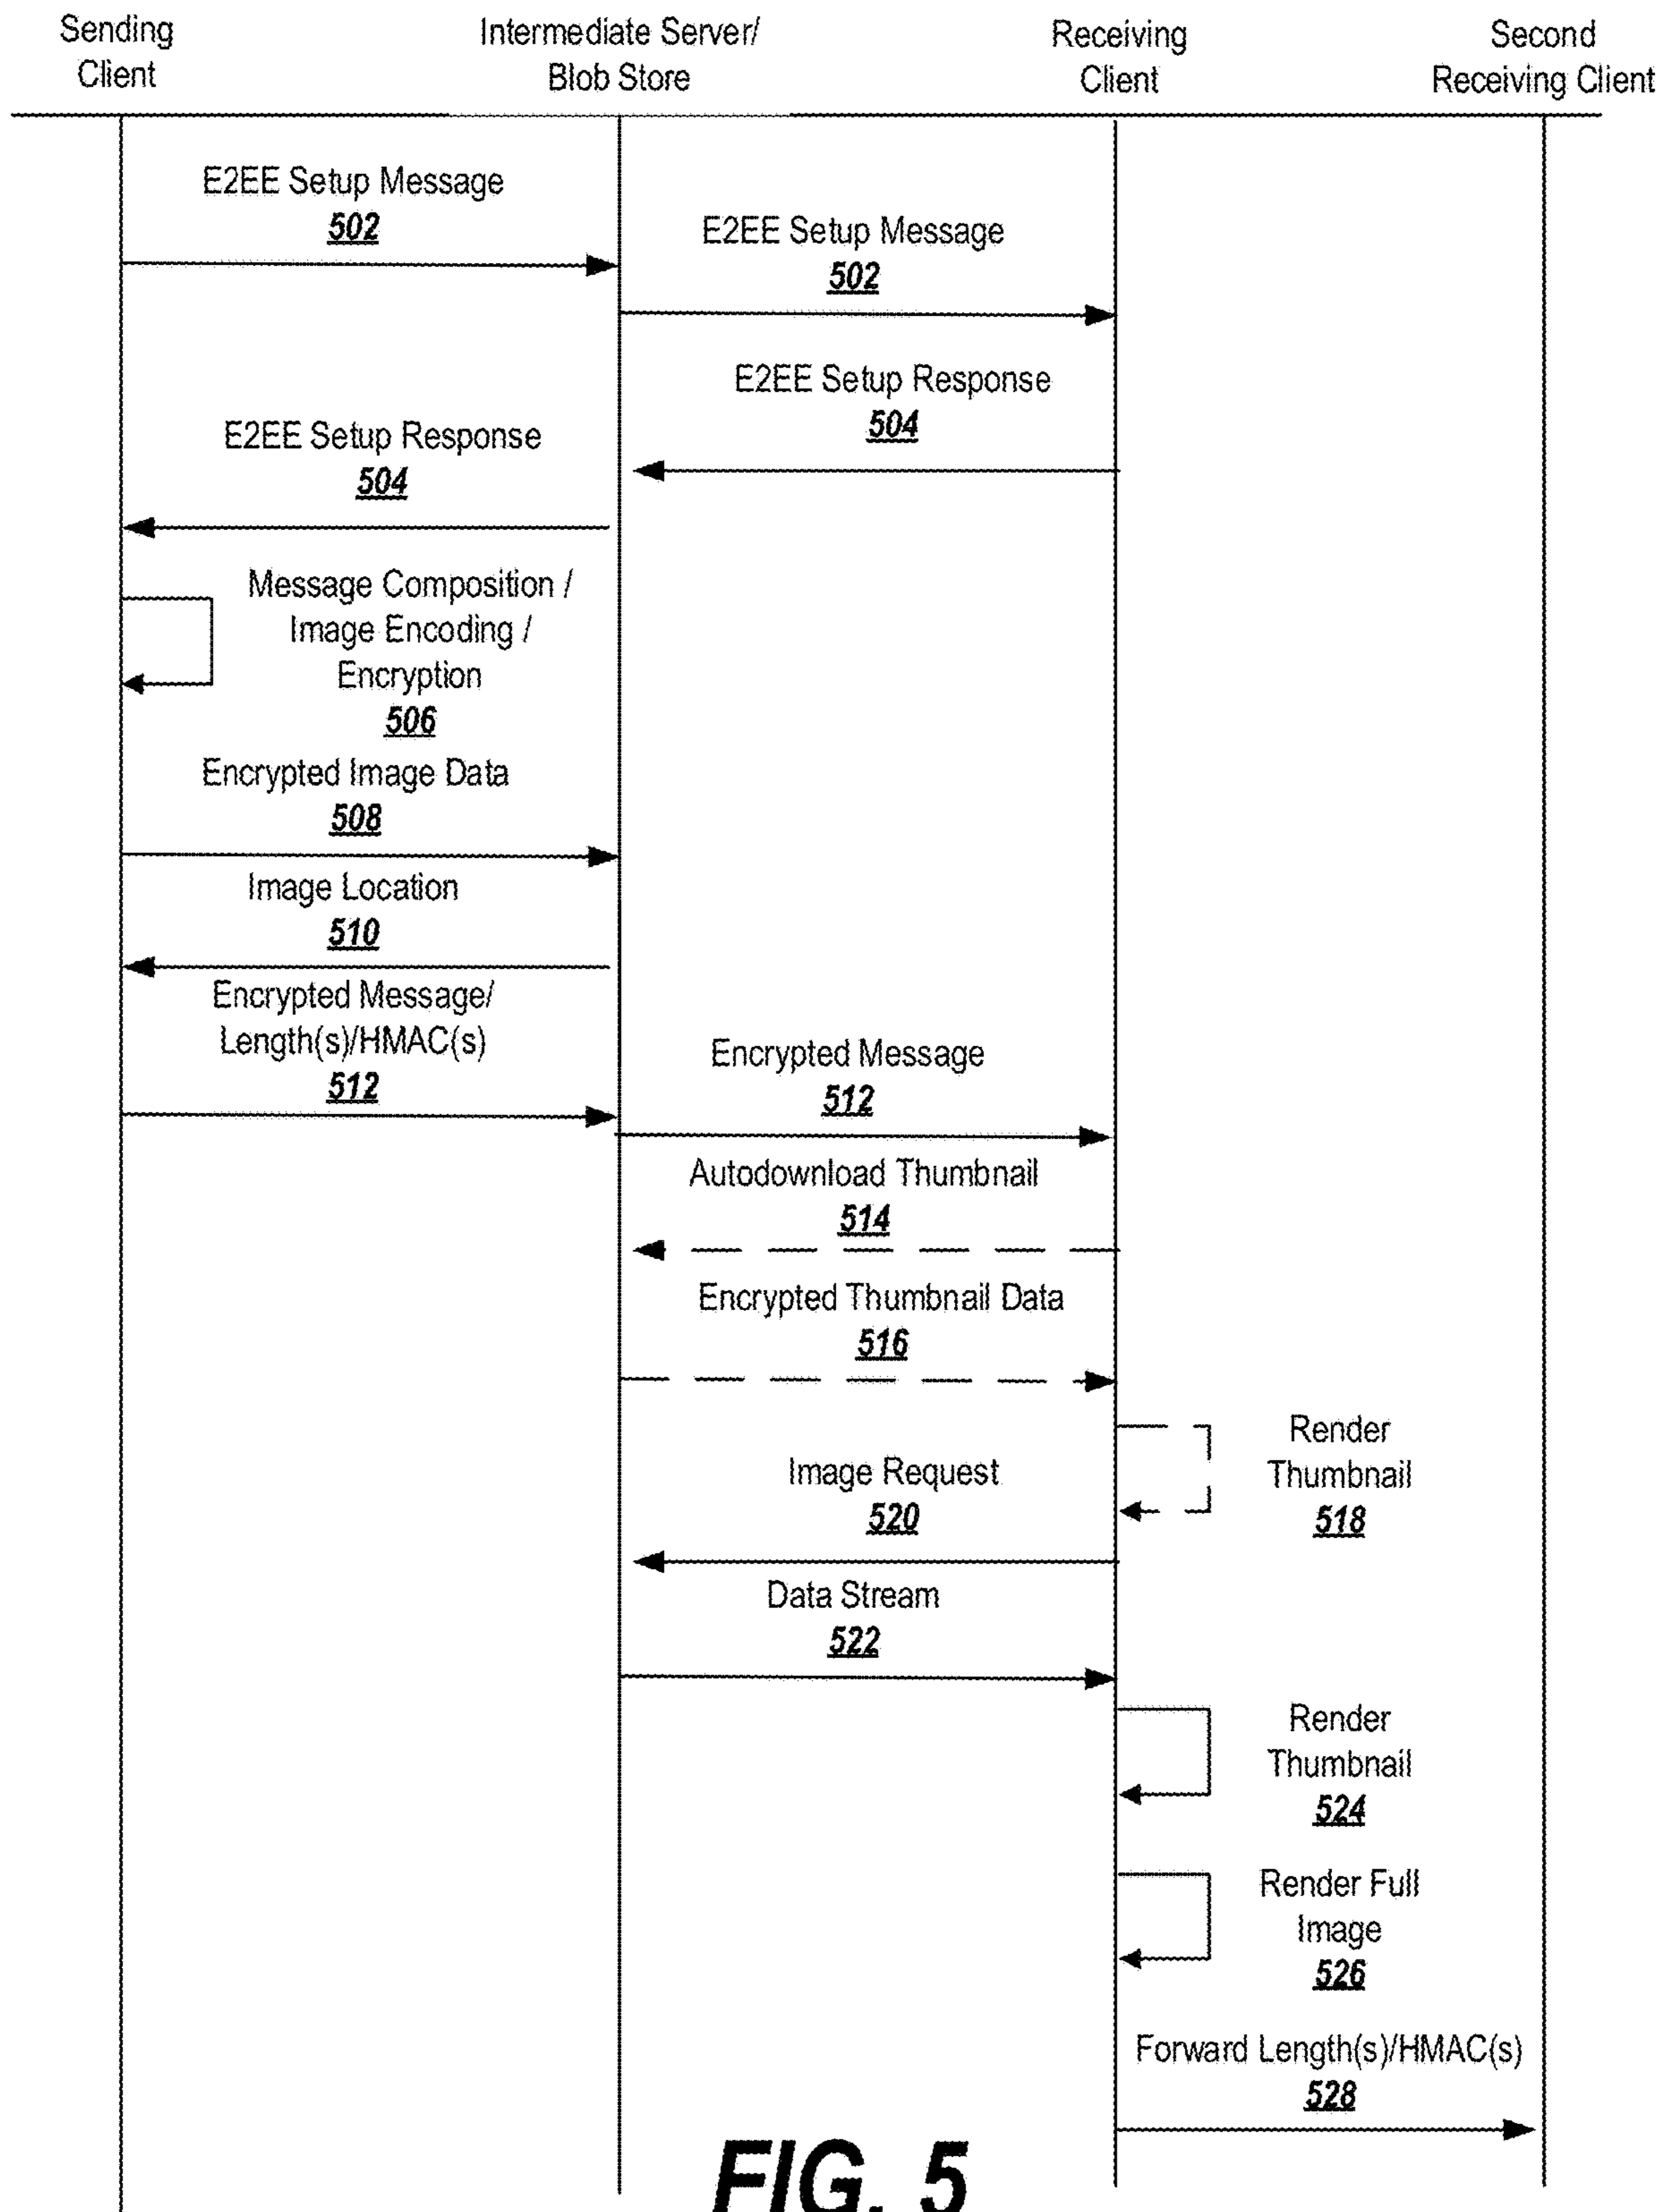 Sending
Client
Intermediate Server/
Blob Store
Receiving
Client
Second
Receiving Client
E2EE Setup Message
502
E2EE Setup Message
502
E2EE Setup Response
504
E2EE Setup Response
504
Message Composition /
Image Encoding /
Encryption
506
Encrypted Image Data
508
Image Location
510
Encrypted Message/
Length(s)/HMAC(s)
512
Encrypted Message
512
Autodownload Thumbnail
514
Encrypted Thumbnail Data
516
Render
Thumbnail
518
Image Request
520
Data Stream
522
Render
Thumbnail
524
Render Full
Image
526
Forward Length(s)/HMAC(s)
528
FIG. 5